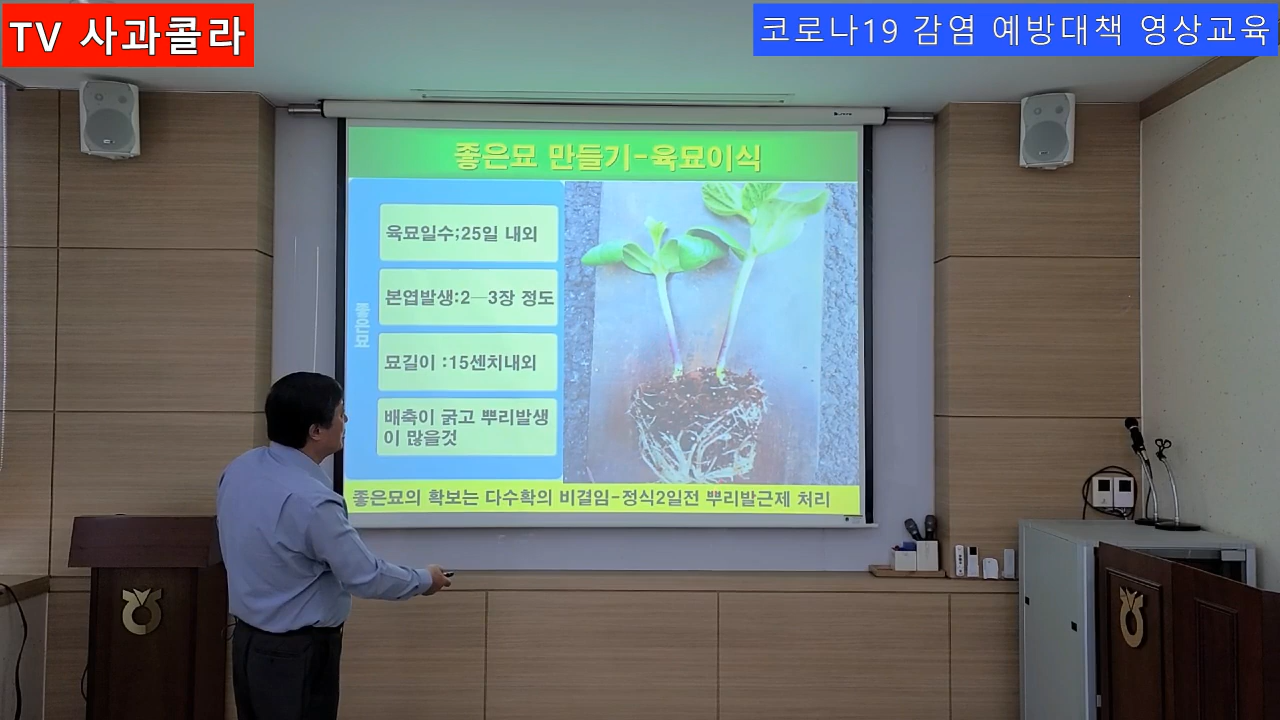 TV 사과콜라
코로나19 감염 예방대책 영상교육
좋은묘 만들기-육묘이식
좋은묘
육묘일수;25일 내외
본엽발생:2—3장 정도
묘길이 :15센치내외
배축이 굵고 뿌리발생
이 많을것
좋은묘의 확보는 다수확의 비결임-정식2일전 뿌리발근제 처리